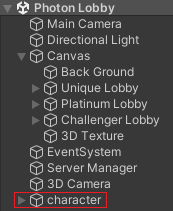 Photon Lobby
Main Camera
Directional Light
Canvas
Back Ground
Unique Lobby
Platinum Lobby
Challenger Lobby
3D Texture
EventSystem
Server Manager
3D Camera
character